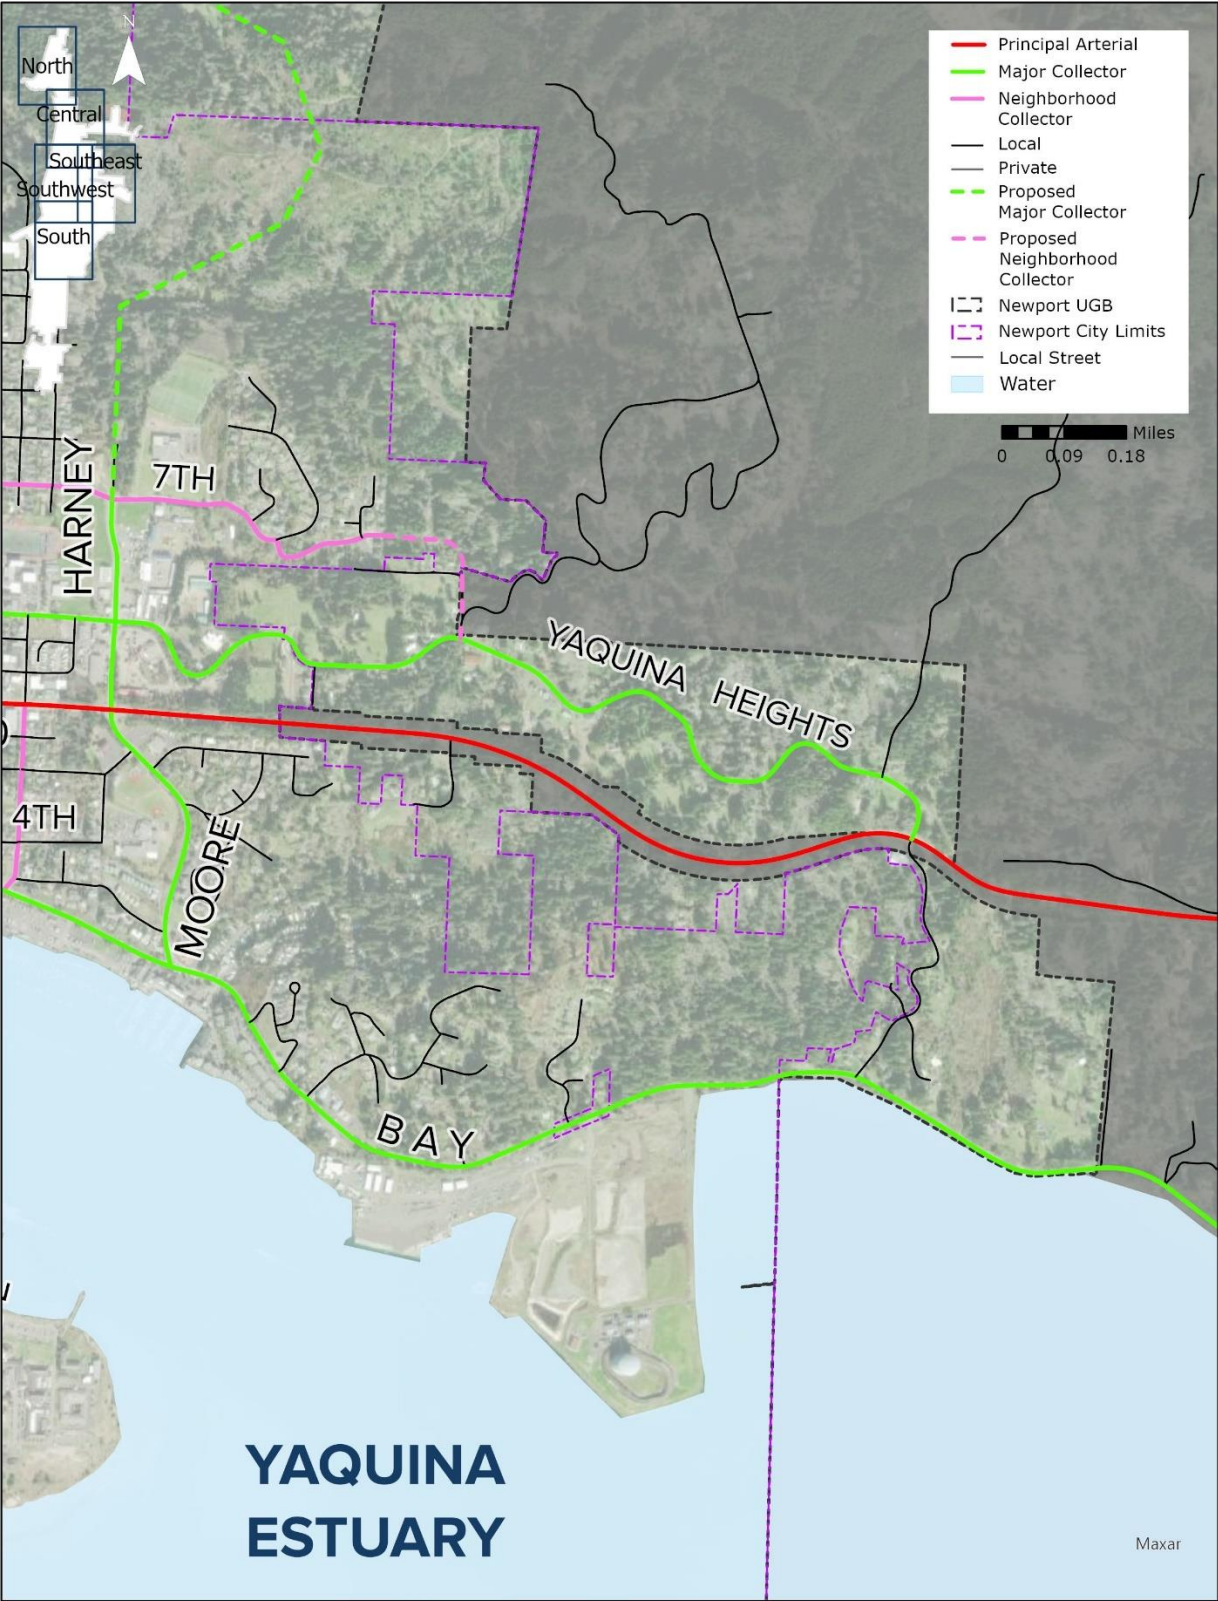 N
North
Central
Southeast
Southwest
South
Principal Arterial
Major Collector
Neighborhood
Collector
Local
Private
Proposed
Major Collector
Proposed
Neighborhood
Collector
Newport UGB
Newport City Limits
Local Street
Water
Miles
0 0.09 0.18
HARNEY
7TH
YAQUINA HEIGHTS
4TH
MOORE
BAY
YAQUINA
ESTUARY
Maxar